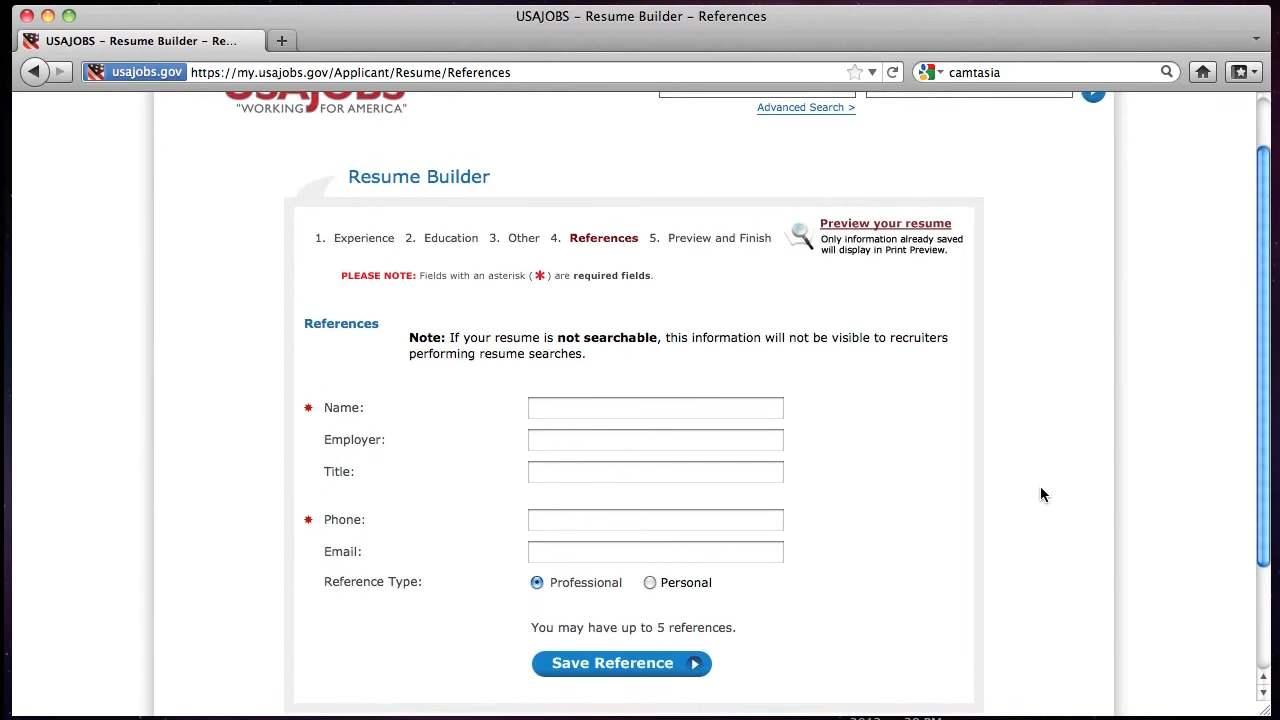 USAJOBS – Resume Builder – References
USAJOBS – Resume Builder – Re...
usajobs.gov https://my.usajobs.gov/Applicant/Resume/References camtasia
USAJOBS
"WORKING FOR AMERICA" Advanced Search >
Resume Builder
1. Experience 2. Education 3. Other 4. References 5. Preview and Finish
Preview your resume
Only information already saved
will display in Print Preview.
PLEASE NOTE: Fields with an asterisk ( * ) are required fields.
References
Note: If your resume is not searchable, this information will not be visible to recruiters
performing resume searches.
* Name:
Employer:
Title:
* Phone:
Email:
Reference Type: Professional Personal
You may have up to 5 references.
Save Reference